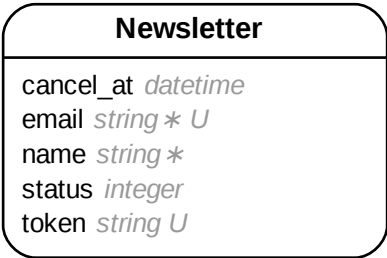 Newsletter
cancel_at datetime
email string ∗ U
name string ∗
status integer
token string U